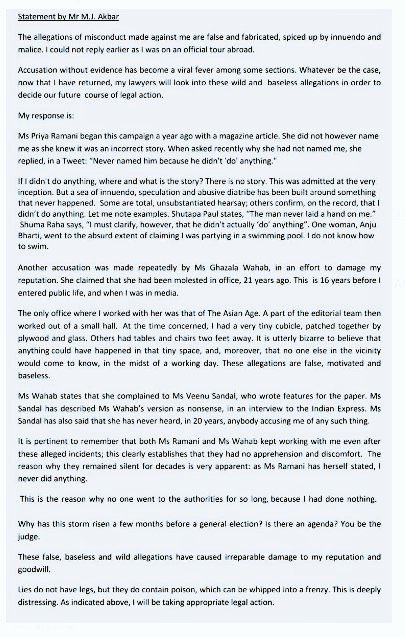 Statement by Mr M.J. Akbar
The allegations of misconduct made against me are false and fabricated, spiced up by innuendo and
malice. I could not reply earlier as I was on an official tour abroad.
Accusation without evidence has become a viral fever among some sections. Whatever be the case,
now that I have returned, my lawyers will look into these wild and baseless allegations in order to
decide our future course of legal action.
My response is:
Ms Priya Ramani began this campaign a year ago with a magazine article. She did not however name
me as she knew it was an incorrect story. When asked recently why she had not named me, she
replied, in a Tweet: "Never named him because he didn't 'do' anything."
If I didn't do anything, where and what is the story? There is no story. This was admitted at the very
inception. But a sea of innuendo, speculation and abusive diatribe has been built around something
that never happened. Some are total, unsubstantiated hearsay; others confirm, on the record, that I
didn't do anything. Let me note examples. Shutapa Paul states, "The man never laid a hand on me."
Shuma Raha says, "I must clarify, however, that he didn't actually 'do' anything". One woman, Anju
Bharti, went to the absurd extent of claiming I was partying in a swimming pool. I do not know how
to swim.
Another accusation was made repeatedly by Ms Ghazala Wahab, in an effort to damage my
reputation. She claimed that she had been molested in office, 21 years ago. This is 16 years before I
entered public life, and when I was in media.
The only office where I worked with her was that of The Asian Age. A part of the editorial team then
worked out of a small hall. At the time concerned, I had a very tiny cubicle, patched together by
plywood and glass. Others had tables and chairs two feet away. It is utterly bizarre to believe that
anything could have happened in that tiny space, and, moreover, that no one else in the vicinity
would come to know, in the midst of a working day. These allegations are false, motivated and
baseless.
Ms Wahab states that she complained to Ms Veenu Sandal, who wrote features for the paper. Ms
Sandal has described Ms Wahab's version as nonsense, in an interview to the Indian Express. Ms
Sandal has also said that she has never heard, in 20 years, anybody accusing me of any such thing.
It is pertinent to remember that both Ms Ramani and Ms Wahab kept working with me even after
these alleged incidents; this clearly establishes that they had no apprehension and discomfort. The
reason why they remained silent for decades is very apparent: as Ms Ramani has herself stated, I
never did anything.
This is the reason why no one went to the authorities for so long, because I had done nothing.
Why has this storm risen a few months before a general election? Is there an agenda? You be the
judge.
These false, baseless and wild allegations have caused irreparable damage to my reputation and
goodwill.
Lies do not have legs, but they do contain poison, which can be whipped into a frenzy. This is deeply
distressing. As indicated above, I will be taking appropriate legal action.